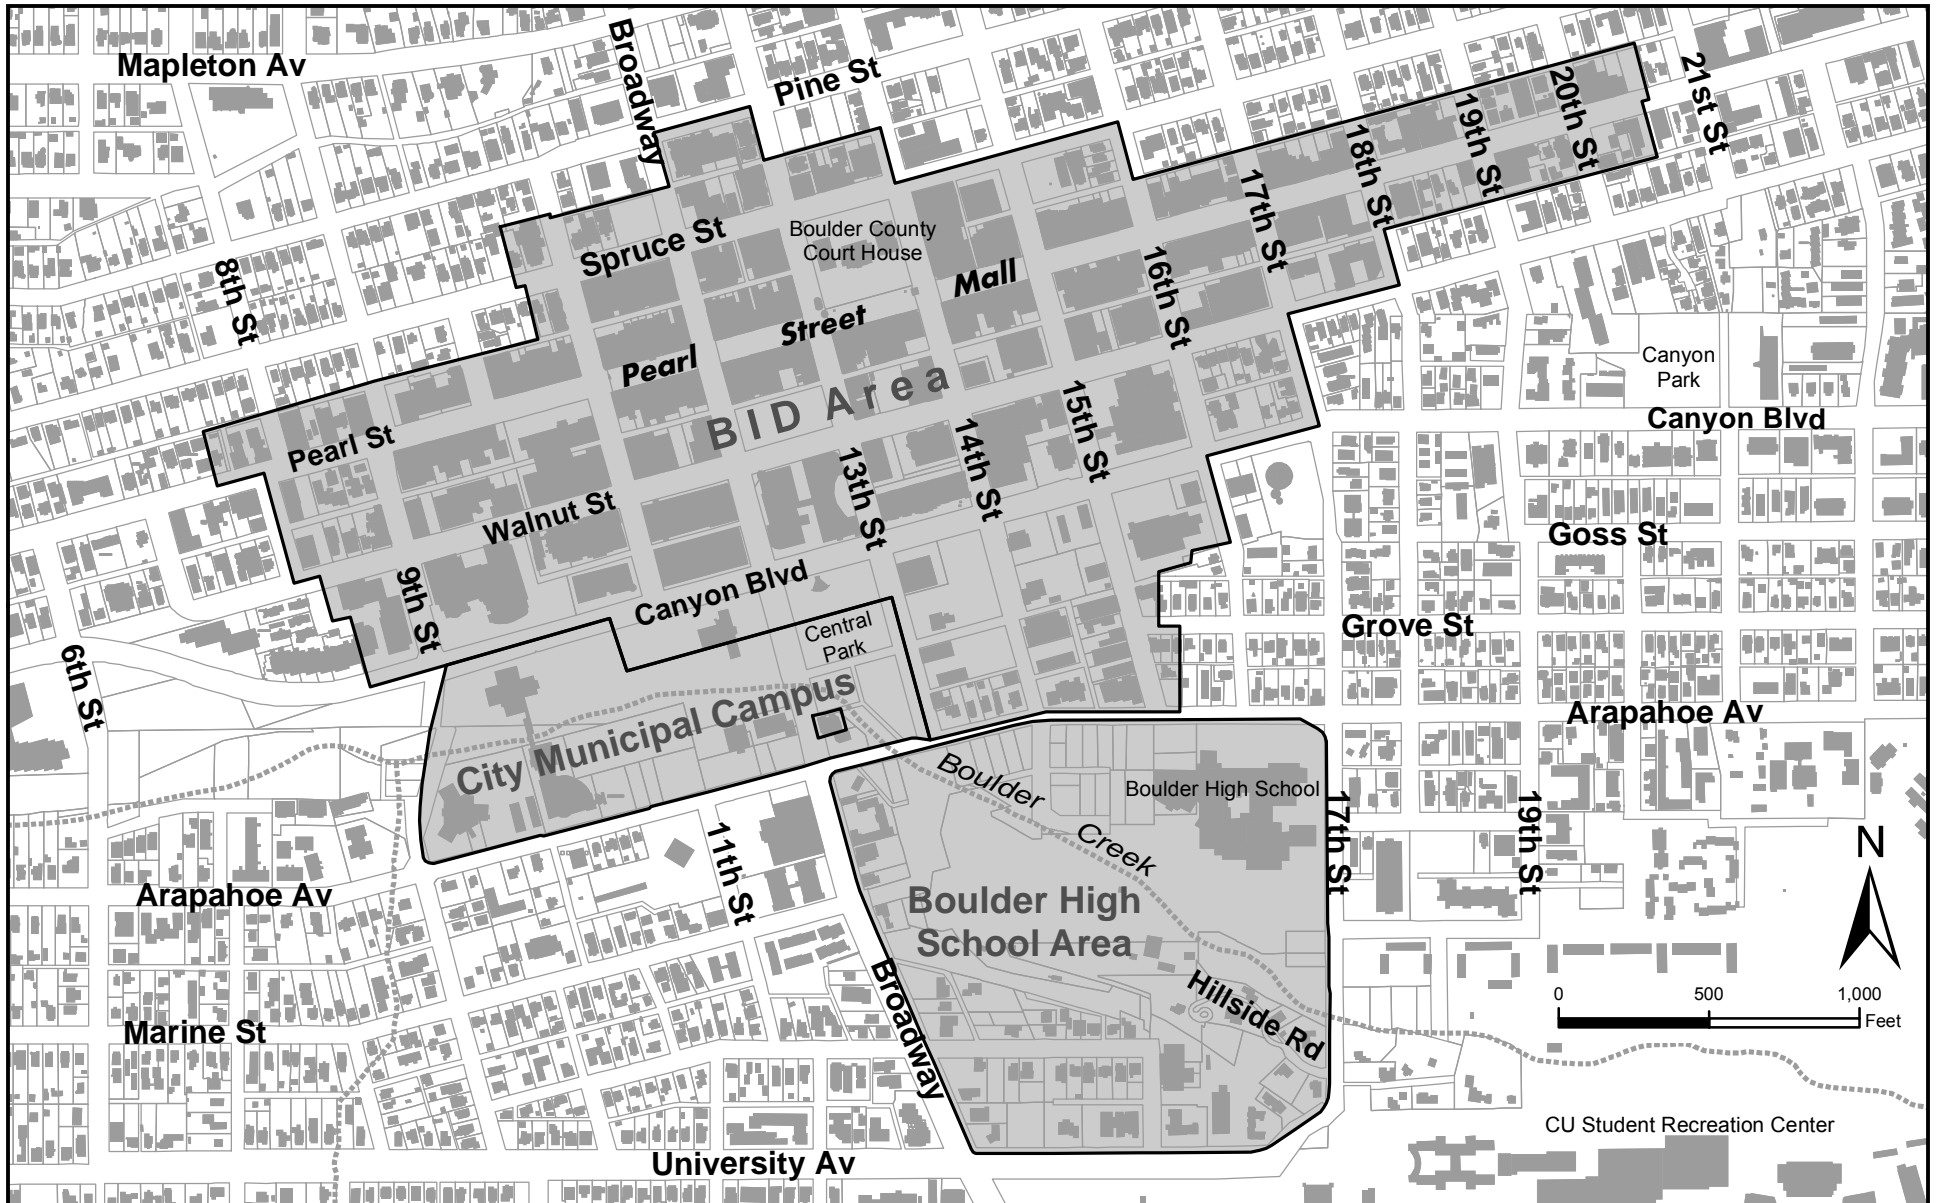 Mapleton Av
Broadway
Pine St
21st St
20th St
19th St
18th St
17th St
16th St
Spruce St
Boulder County
Court House
Mall
Street
Pearl
8th St
BID Area
Canyon
Park
Canyon Blvd
15th St
14th St
13th St
Pearl St
Walnut St
Goss St
9th St
Canyon Blvd
Central
Park
Grove St
6th St
City Municipal Campus
Arapahoe Av
Boulder
Creek
Boulder High School
17th St
19th St
11th St
N
Arapahoe Av
Boulder High
School Area
Broadway
Hillside Rd
0 500 1,000
Feet
Marine St
CU Student Recreation Center
University Av